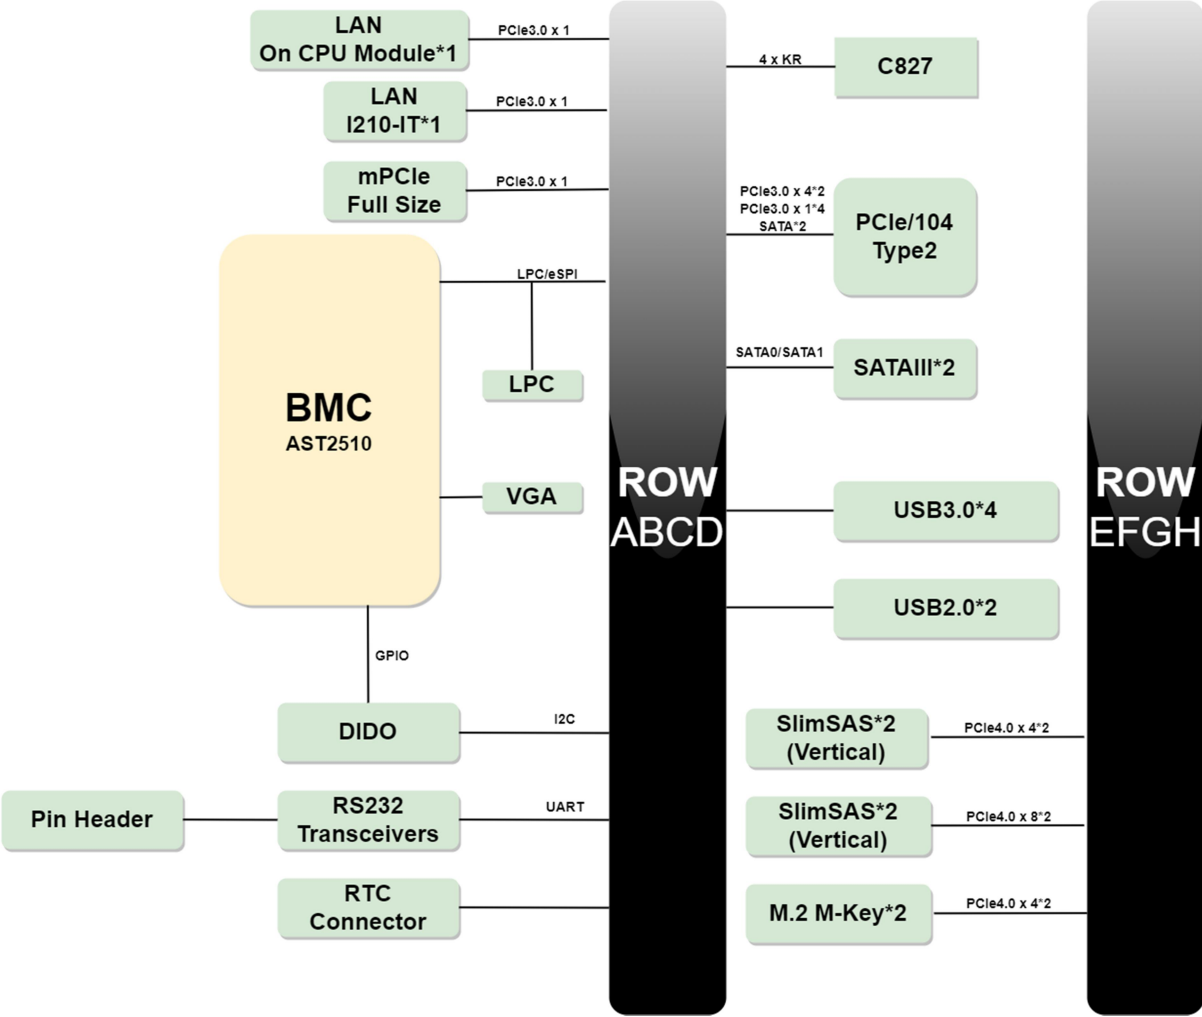 LAN
On CPU Module*1
PCIe3.0 x 1
LAN
I210-IT*1
PCIe3.0 x 1
mPCIe
Full Size
PCIe3.0 x 1
BMC
AST2510
LPC/eSPI
LPC
VGA
GPIO
DIDO
I2C
Pin Header
RS232
Transceivers
UART
RTC
Connector
ROW
ABCD
4 x KR
C827
PCIe3.0 x 4*2
PCIe3.0 x 1*4
SATA*2
PCIe/104
Type2
SATA0/SATA1
SATAIII*2
USB3.0*4
USB2.0*2
SlimSAS*2
(Vertical)
PCIe4.0 x 4*2
SlimSAS*2
(Vertical)
PCIe4.0 x 8*2
M.2 M-Key*2
PCIe4.0 x 4*2
ROW
EFGH